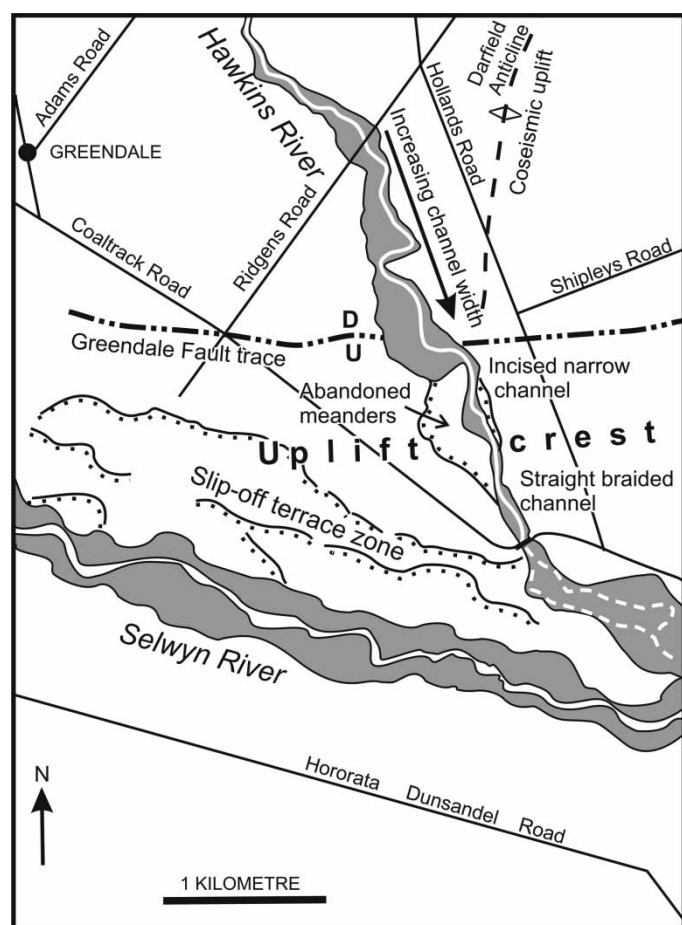 Adams Road
Hawkins River
Hollands Road
Darfield
Anticline
Coseismic uplift
GREENDALE
Increasing channel width
Ridgens Road
Coaltrack Road
Shipleys Road
D
U
Greendale Fault trace
Incised narrow
channel
Abandoned
meanders
Uplift crest
Straight braided
channel
Slip-off terrace zone
Selwyn River
Hororata Dunsandel Road
N
1 KILOMETRE